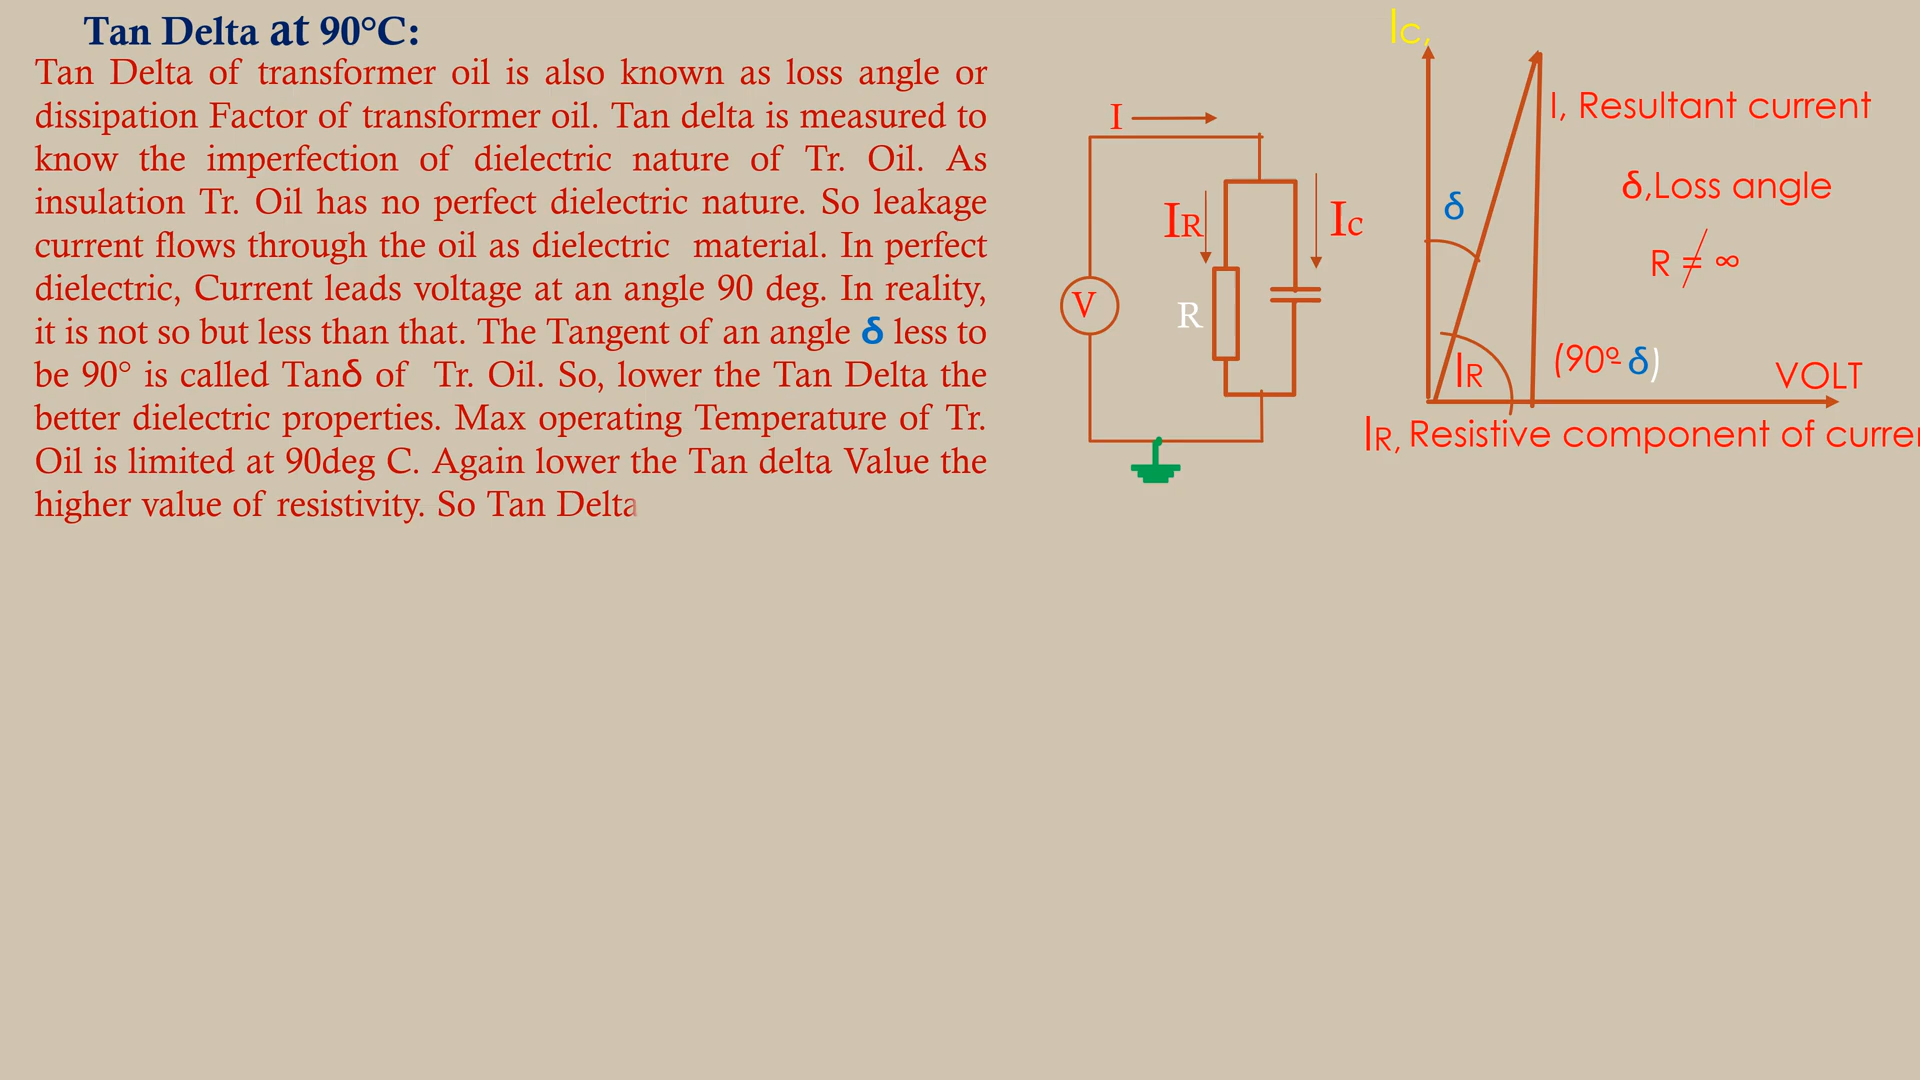 Tan Delta at 90°C:
Tan Delta of transformer oil is also known as loss angle or
dissipation Factor of transformer oil. Tan delta is measured to
know the imperfection of dielectric nature of Tr. Oil. As
insulation Tr. Oil has no perfect dielectric nature. So leakage
current flows through the oil as dielectric material. In perfect
dielectric, Current leads voltage at an angle 90 deg. In reality,
it is not so but less than that. The Tangent of an angle δ less to
be 90° is called Tanδ of Tr. Oil. So, lower the Tan Delta the
better dielectric properties. Max operating Temperature of Tr.
Oil is limited at 90deg C. Again lower the Tan delta Value the
higher value of resistivity. So Tan Delta
I
IR
IC
V
R
IC,
I, Resultant current
δ
δ,Loss angle
R ≠ ∞
IR
(90º-δ)
VOLT
IR, Resistive component of curre